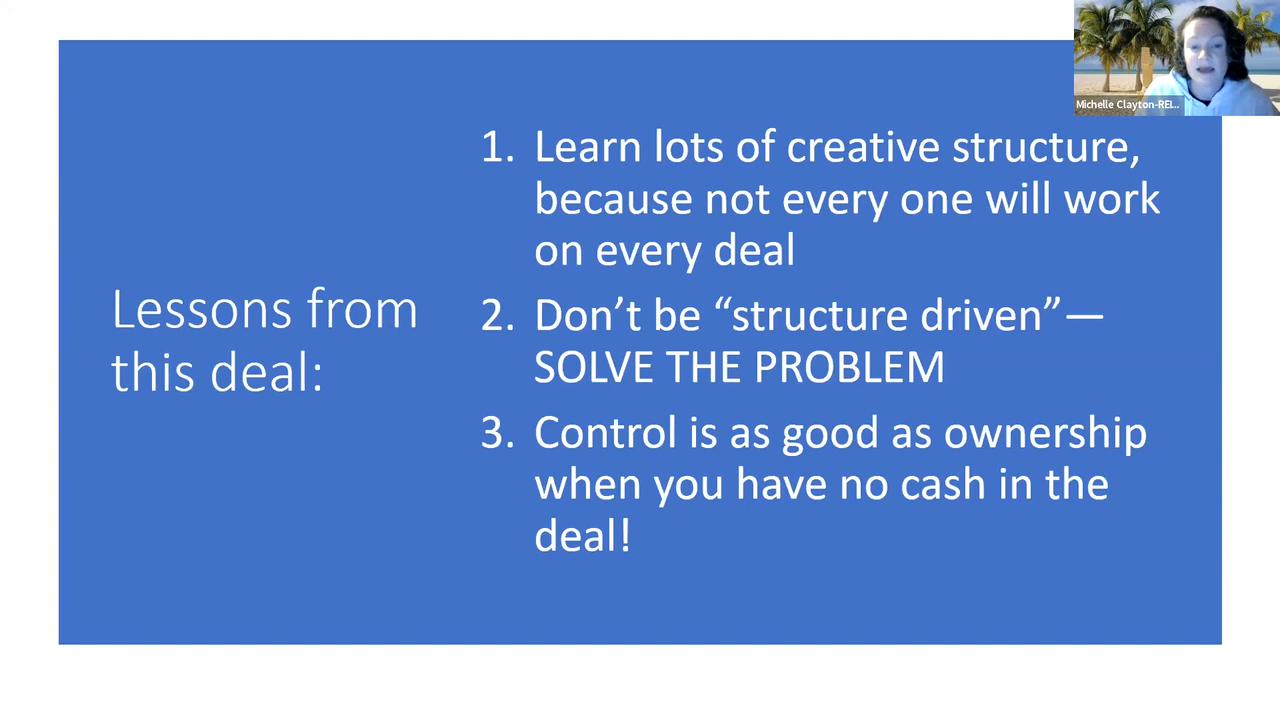 Michelle Clayton-REI...
1. Learn lots of creative structure,
because not every one will work
on every deal
Lessons from
this deal:
2. Don’t be “structure driven”—
SOLVE THE PROBLEM
3. Control is as good as ownership
when you have no cash in the
deal!